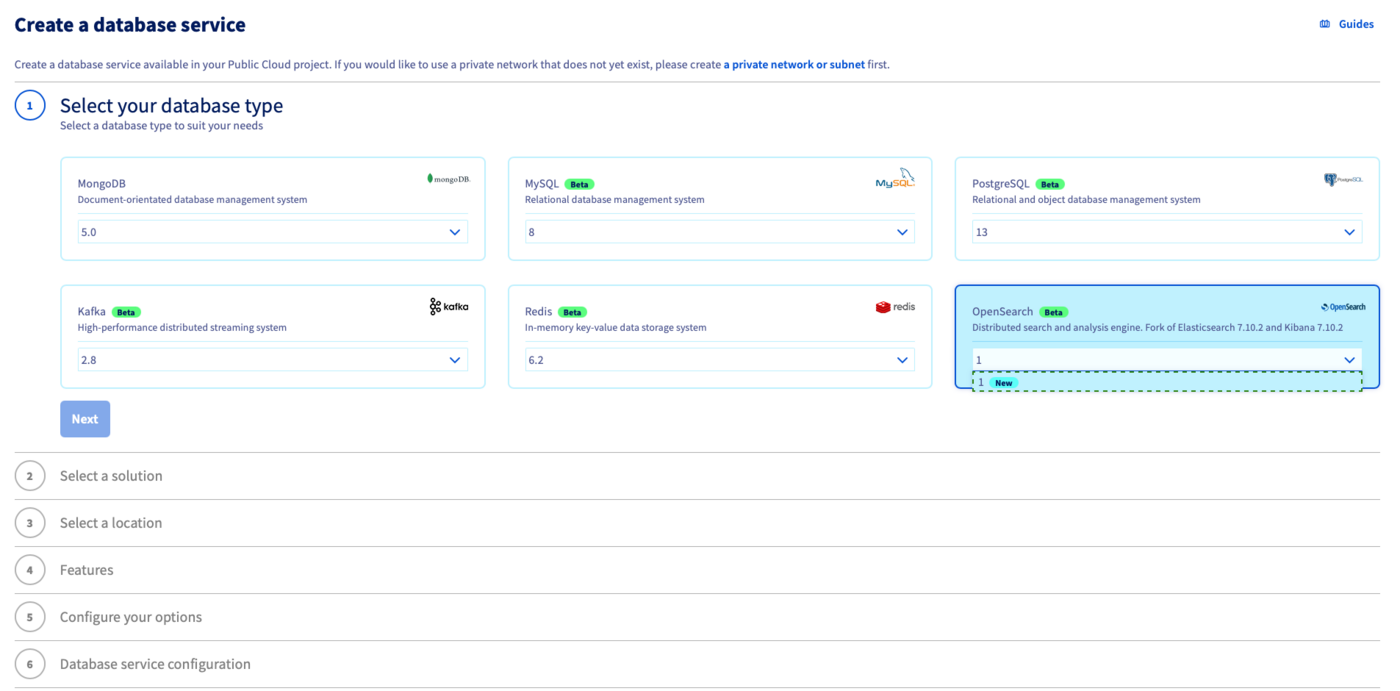 Create a database service
Guides
Create a database service available in your Public Cloud project. If you would like to use a private network that does not yet exist, please create a private network or subnet first.
1
Select your database type
Select a database type to suit your needs
MongoDB
mongoDB.
Document-orientated database management system
5.0
MySQL Beta
MySQL.
Relational database management system
8
PostgreSQL Beta
PostgreSQL
Relational and object database management system
13
Kafka Beta
kafka
High-performance distributed streaming system
2.8
Redis Beta
redis
In-memory key-value data storage system
6.2
OpenSearch Beta
OpenSearch
Distributed search and analysis engine. Fork of Elasticsearch 7.10.2 and Kibana 7.10.2
1
1 New
Next
2 Select a solution
3 Select a location
4 Features
5 Configure your options
6 Database service configuration